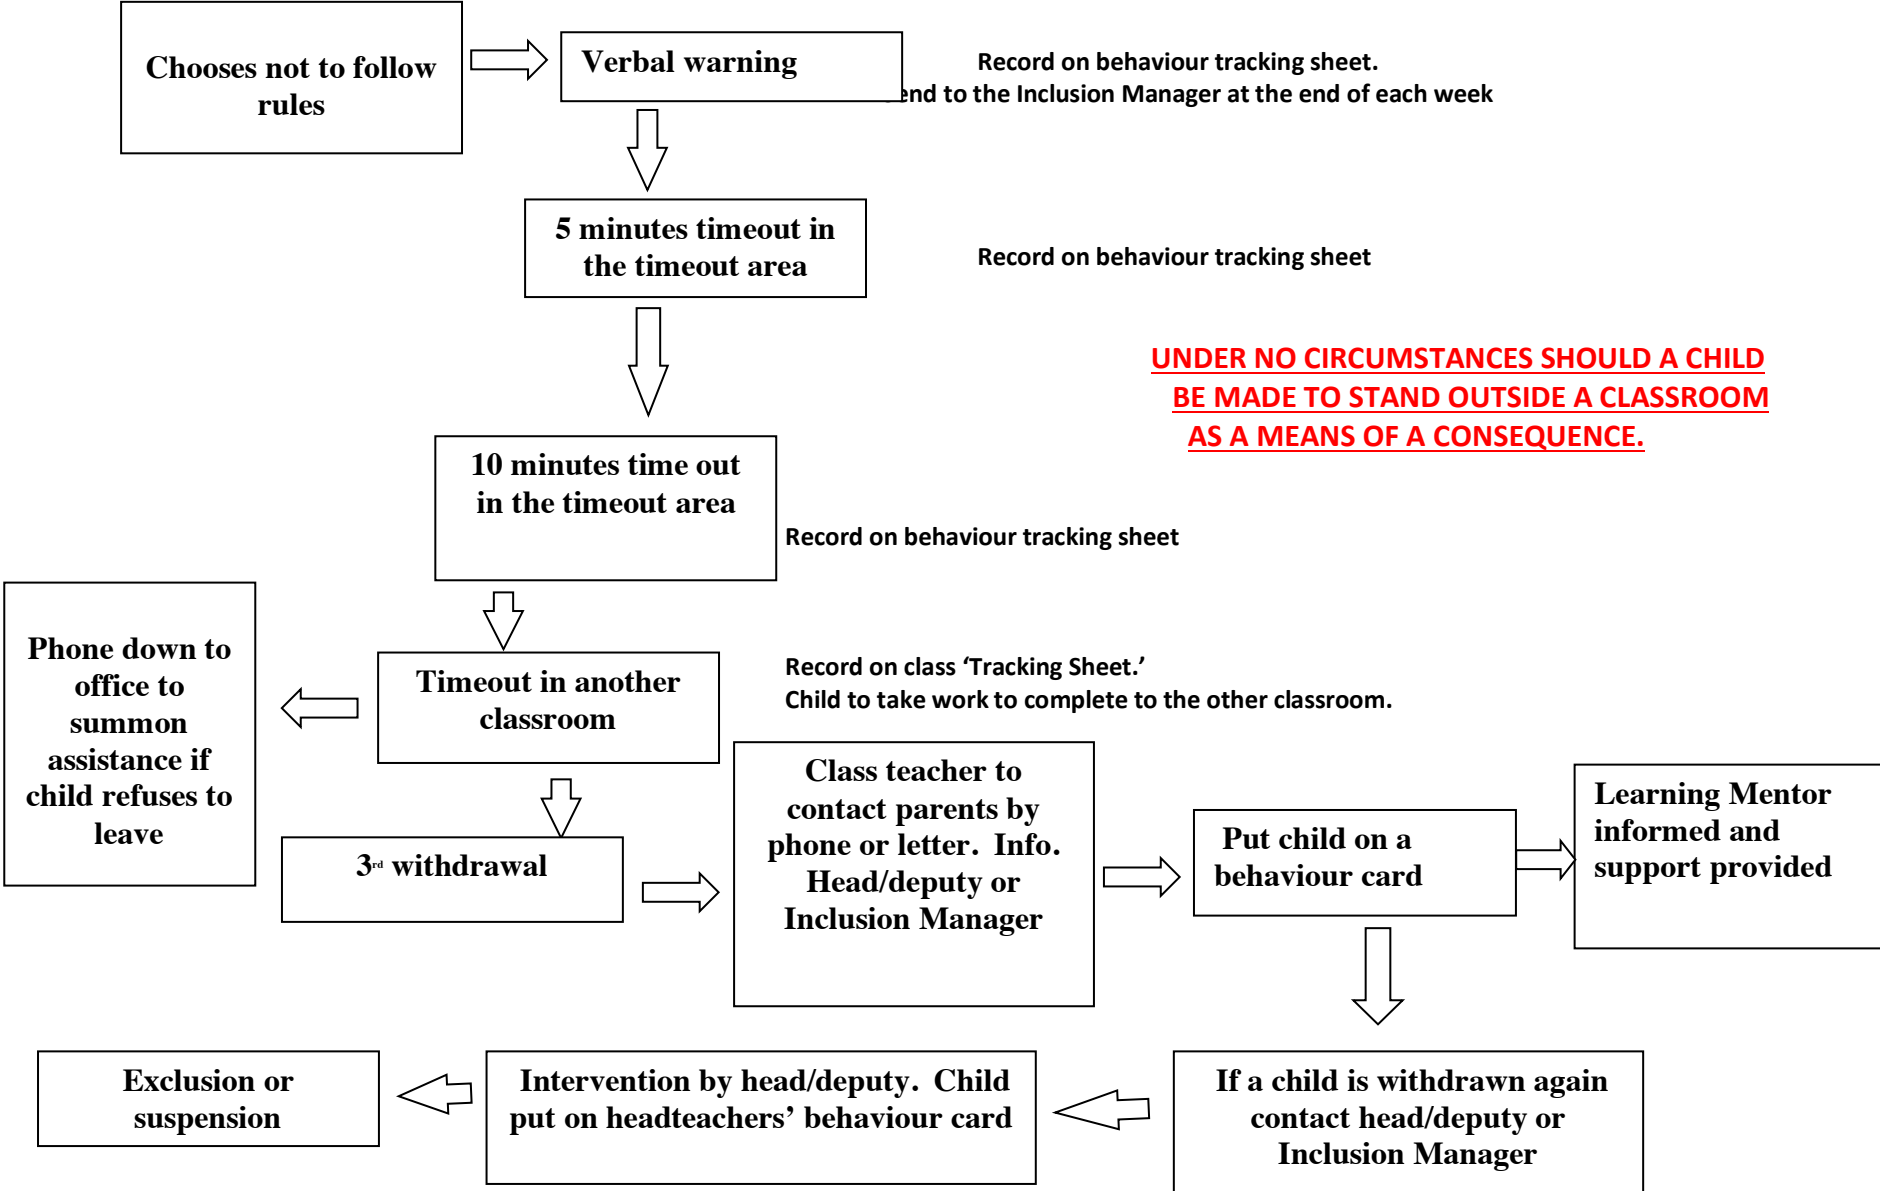 Chooses not to follow
rules
Verbal warning
Record on behaviour tracking sheet.
end to the Inclusion Manager at the end of each week
5 minutes timeout in
the timeout area
Record on behaviour tracking sheet
UNDER NO CIRCUMSTANCES SHOULD A CHILD
BE MADE TO STAND OUTSIDE A CLASSROOM
AS A MEANS OF A CONSEQUENCE.
10 minutes time out
in the timeout area
Record on behaviour tracking sheet
Phone down to
office to
summon
assistance if
child refuses to
leave
Timeout in another
classroom
Record on class ‘Tracking Sheet.’
Child to take work to complete to the other classroom.
3rd withdrawal
Class teacher to
contact parents by
phone or letter. Info.
Head/deputy or
Inclusion Manager
Put child on a
behaviour card
Learning Mentor
informed and
support provided
If a child is withdrawn again
contact head/deputy or
Inclusion Manager
Intervention by head/deputy. Child
put on headteachers’ behaviour card
Exclusion or
suspension